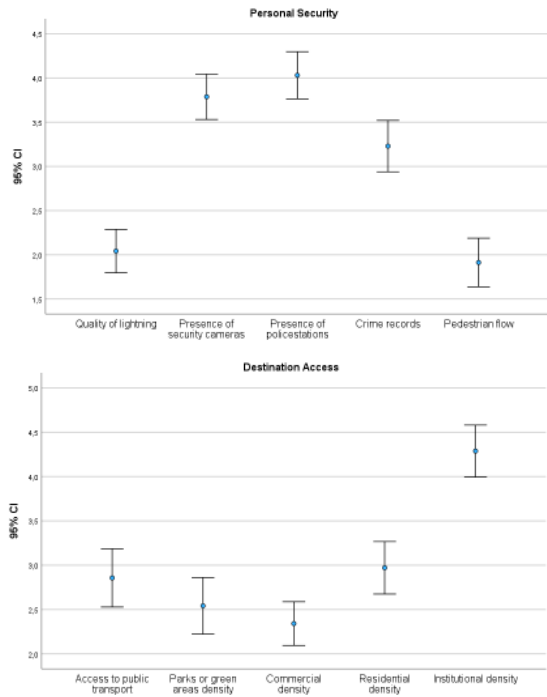 Personal Security
4,5
4,0
3,5
3,0
2,5
2,0
1,5
95% CI
Quality of lightning
Presence of
security cameras
Presence of
policestations
Crime records
Pedestrian flow
Destination Access
5,0
4,5
4,0
3,5
3,0
2,5
2,0
95% CI
Access to public
transport
Parks or green
areas density
Commercial
density
Residential
density
Institutional density